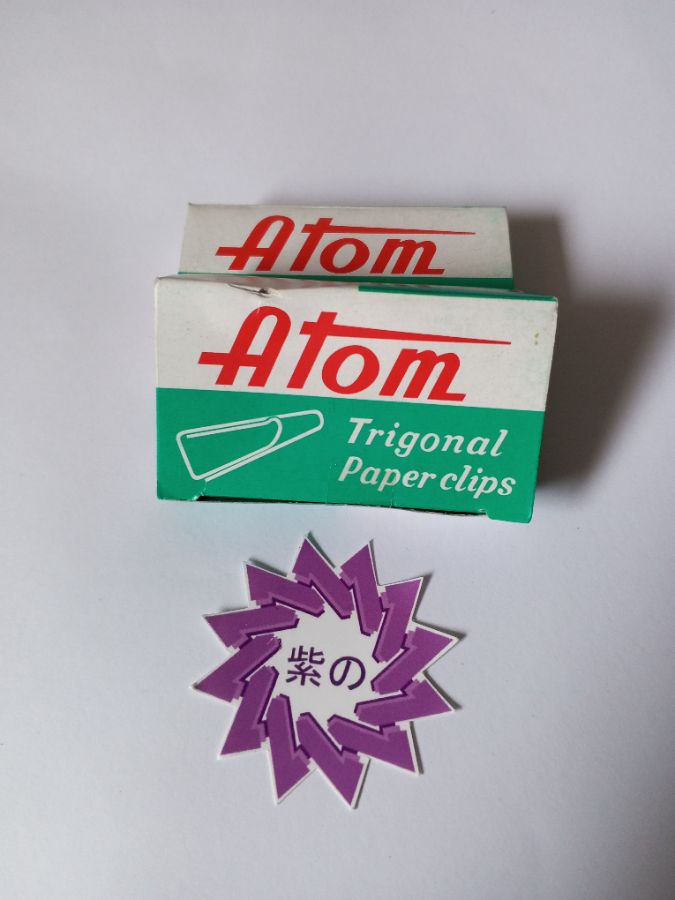 Atom
Atom
Trigonal
Paper clips
紫の